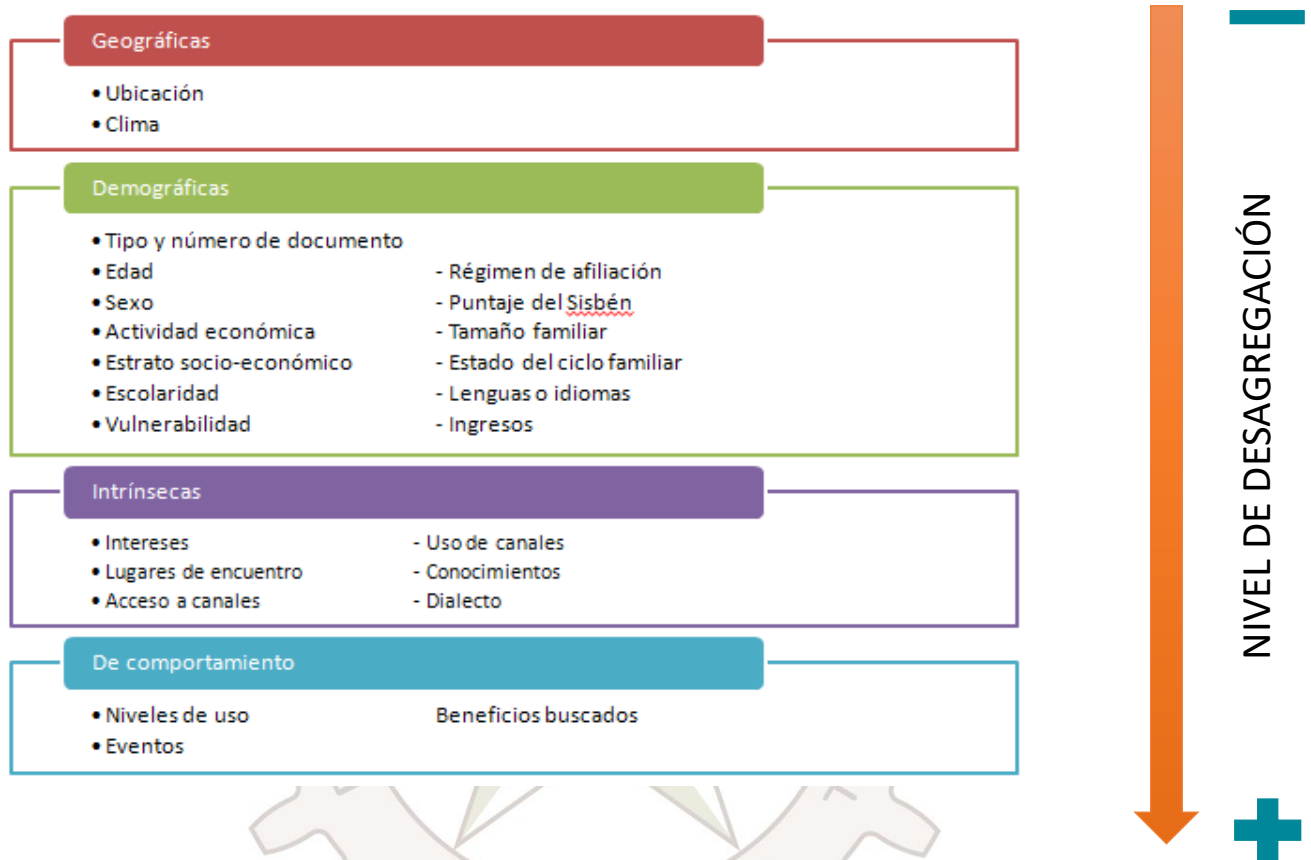 Geográficas
• Ubicación
• Clima
Demográficas
• Tipo y número de documento
• Edad - Régimen de afiliación
• Sexo - Puntaje del Sisbén
• Actividad económica - Tamaño familiar
• Estrato socio-económico - Estado del ciclo familiar
• Escolaridad - Lenguas o idiomas
• Vulnerabilidad - Ingresos
Intrínsecas
• Intereses - Uso de canales
• Lugares de encuentro - Conocimientos
• Acceso a canales - Dialecto
De comportamiento
• Niveles de uso Beneficios buscados
• Eventos
NIVEL DE DESAGREGACIÓN